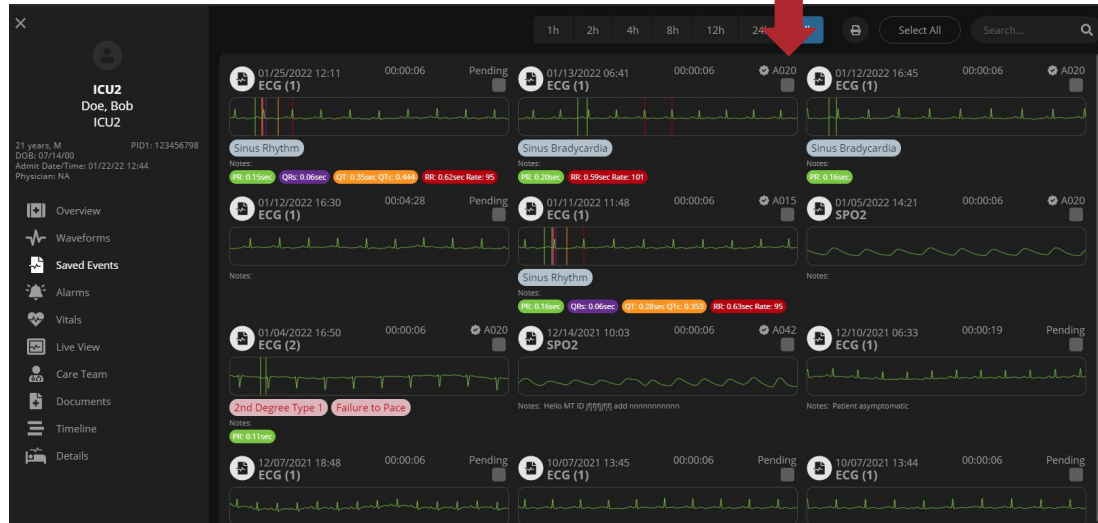 1h 2h 4h 8h 12h
Select All
Search...
ICU2
Doe, Bob
ICU2
21 years, M PID1: 123456798
DOB: 07/14/00
Admit Date/Time: 01/22/22 12:44
Physician: NA
Overview
Waveforms
Saved Events
Alarms
Vitals
Live View
Care Team
Documents
Timeline
Details
01/25/2022 12:11 00:00:06 Pending
ECG (1)
Sinus Rhythm
Notes:
PR: 0.15sec QRs: 0.06sec QT: 0.35sec QTc: 0.444 RR: 0.62sec Rate: 95
01/13/2022 06:41 00:00:06 A020
ECG (1)
Sinus Bradycardia
Notes:
PR: 0.20sec RR: 0.59sec Rate: 101
01/12/2022 16:45 00:00:06 A020
ECG (1)
Sinus Bradycardia
Notes:
PR: 0.16sec
01/12/2022 16:30 00:04:28 Pending
ECG (1)
Notes:
01/11/2022 11:48 00:00:06 A015
ECG (1)
Sinus Rhythm
Notes:
PR: 0.16sec QRs: 0.06sec QT: 0.28sec QTc: 0.353 RR: 0.63sec Rate: 95
01/05/2022 14:21 00:00:06 A020
SPO2
Notes:
01/04/2022 16:50 00:00:06 A020
ECG (2)
2nd Degree Type 1 Failure to Pace
Notes:
PR: 0.11sec
12/14/2021 10:03 00:00:06 A042
SPO2
Notes: Hello MT ID add
12/10/2021 06:33 00:00:19 Pending
ECG (1)
Notes: Patient asymptomatic
12/07/2021 18:48 00:00:06 Pending
ECG (1)
10/07/2021 13:45 00:00:06 Pending
ECG (1)
10/07/2021 13:44 00:00:06 Pending
ECG (1)